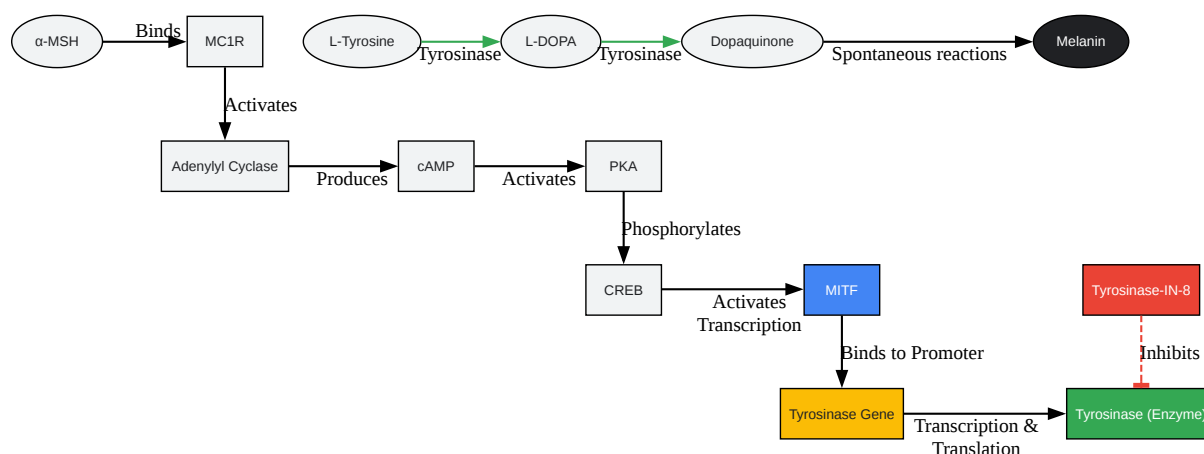 α-MSH
Binds
MC1R
L-Tyrosine
Tyrosinase
L-DOPA
Tyrosinase
Dopaquinone
Spontaneous reactions
Melanin
Activates
Adenylyl Cyclase
Produces
cAMP
Activates
PKA
Phosphorylates
CREB
Activates
Transcription
MITF
Tyrosinase-IN-8
Binds to Promoter
Inhibits
Tyrosinase Gene
Transcription &
Translation
Tyrosinase (Enzyme)